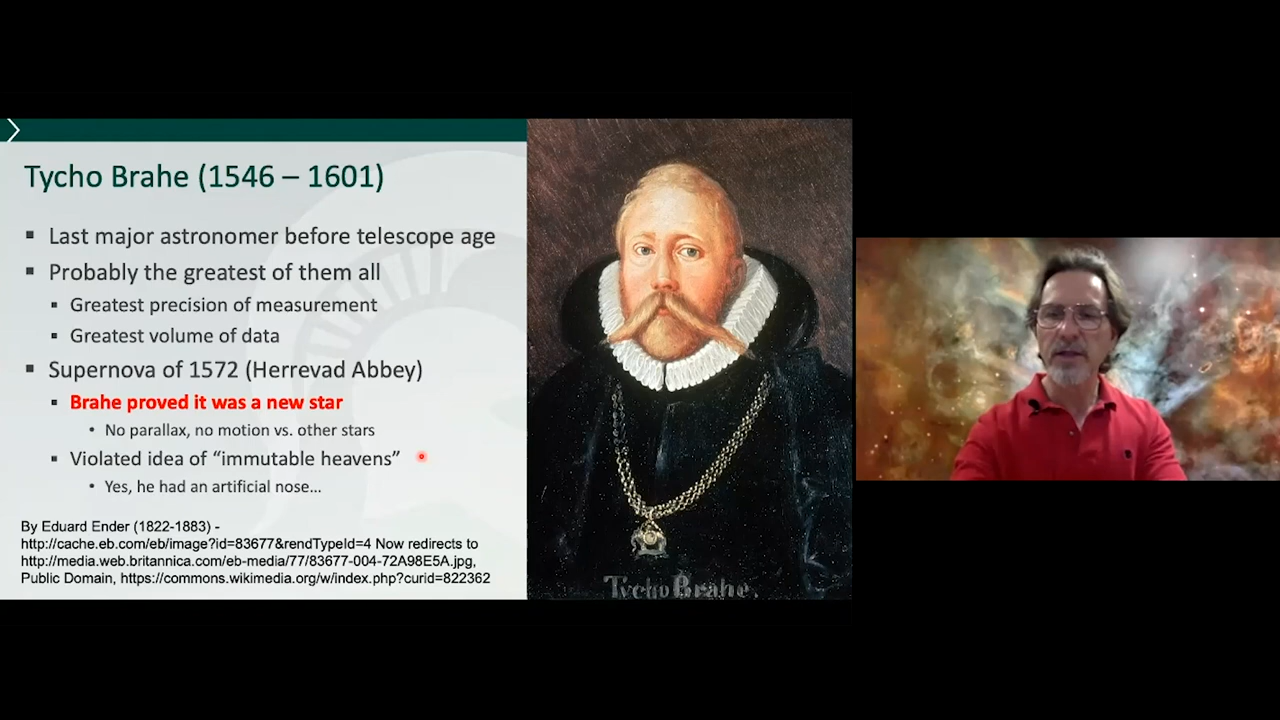 Tycho Brahe (1546 – 1601)
Last major astronomer before telescope age
Probably the greatest of them all
Greatest precision of measurement
Greatest volume of data
Supernova of 1572 (Herrevad Abbey)
Brahe proved it was a new star
No parallax, no motion vs. other stars
Violated idea of “immutable heavens”
Yes, he had an artificial nose…
By Eduard Ender (1822-1883) -
http://cache.eb.com/eb/image?id=83677&rendTypeId=4 Now redirects to
http://media.web.britannica.com/eb-media/77/83677-004-72A98E5A.jpg,
Public Domain, https://commons.wikimedia.org/w/index.php?curid=822362
Tycho Brahe.